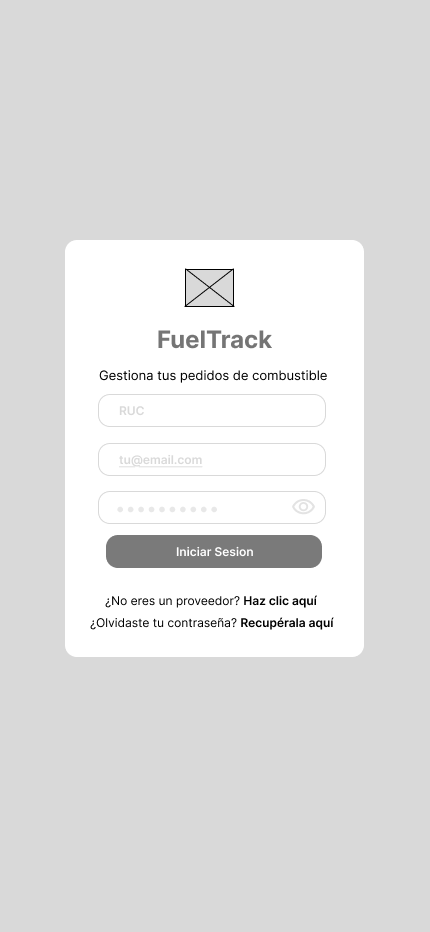 FuelTrack
Gestiona tus pedidos de combustible
RUC
tu@email.com
Iniciar Sesion
¿No eres un proveedor? Haz clic aquí
¿Olvidaste tu contraseña? Recupérala aquí